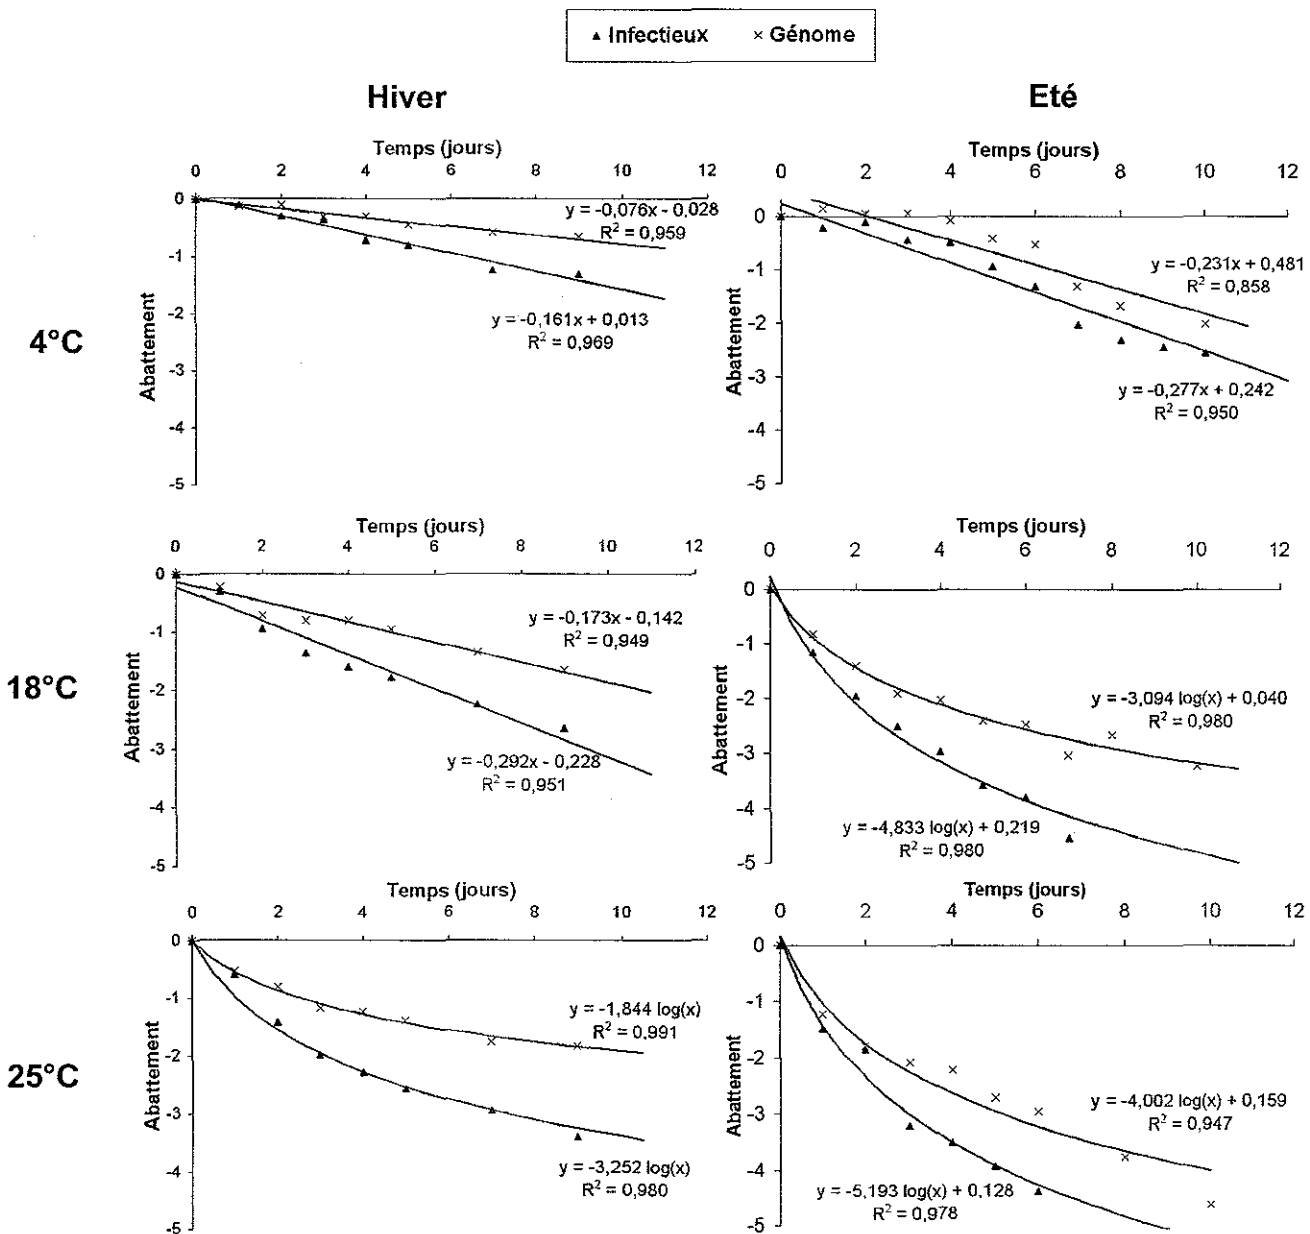 ▲ Infectieux × Génome
Hiver
Eté
4°C
Temps (jours)
0 2 4 6 8 10 12
Abattement
0
-1
-2
-3
-4
-5
y = -0,076x - 0,028
R² = 0,959
y = -0,161x + 0,013
R² = 0,969
Temps (jours)
0 2 4 6 8 10 12
Abattement
0
-1
-2
-3
-4
-5
y = -0,231x + 0,481
R² = 0,858
y = -0,277x + 0,242
R² = 0,950
18°C
Temps (jours)
0 2 4 6 8 10 12
Abattement
0
-1
-2
-3
-4
-5
y = -0,173x - 0,142
R² = 0,949
y = -0,292x - 0,228
R² = 0,951
Temps (jours)
0 2 4 6 8 10 12
Abattement
0
-1
-2
-3
-4
-5
y = -3,094 log(x) + 0,040
R² = 0,980
y = -4,833 log(x) + 0,219
R² = 0,980
25°C
Temps (jours)
0 2 4 6 8 10 12
Abattement
0
-1
-2
-3
-4
-5
y = -1,844 log(x)
R² = 0,991
y = -3,252 log(x)
R² = 0,980
Temps (jours)
0 2 4 6 8 10 12
Abattement
0
-1
-2
-3
-4
-5
y = -4,002 log(x) + 0,159
R² = 0,947
y = -5,193 log(x) + 0,128
R² = 0,978